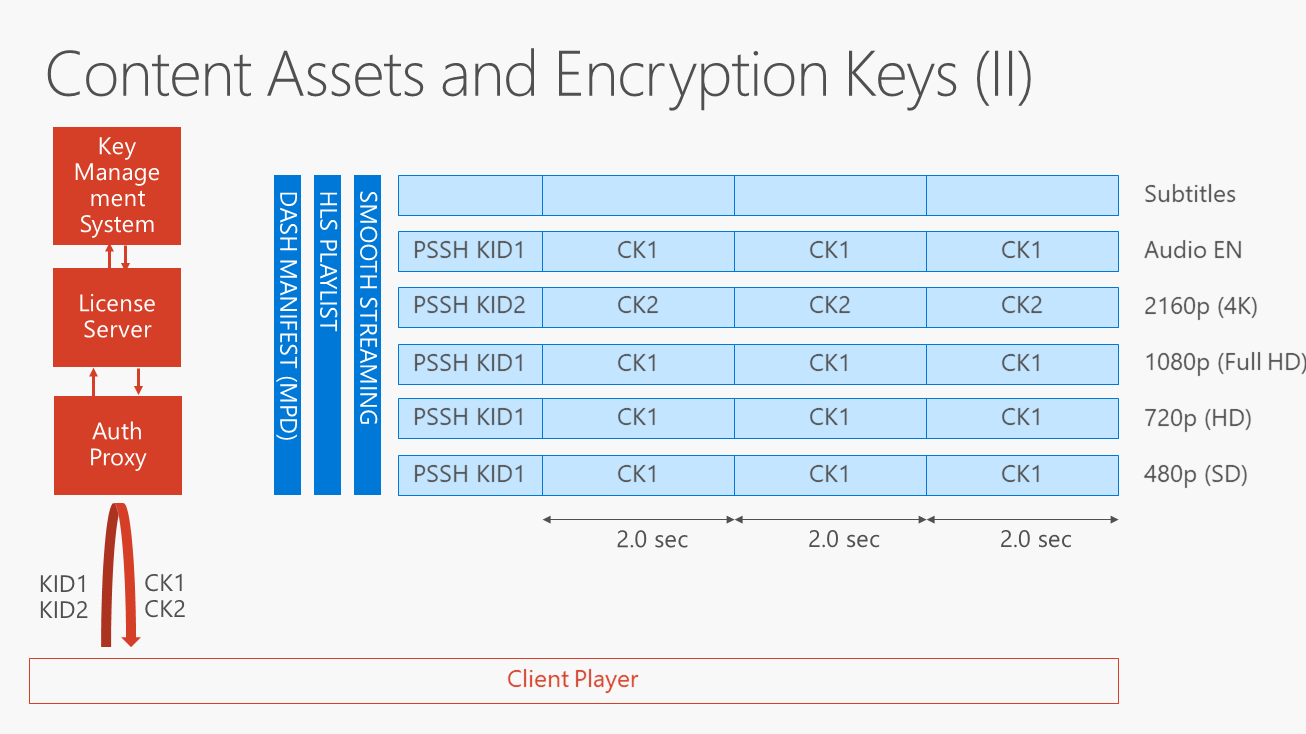 Content Assets and Encryption Keys (II)
Key
Manage
ment
System
License
Server
Auth
Proxy
KID1
KID2
CK1
CK2
DASH MANIFEST (MPD)
HLS PLAYLIST
SMOOTH STREAMING
Subtitles
PSSH KID1 CK1 CK1 CK1 Audio EN
PSSH KID2 CK2 CK2 CK2 2160p (4K)
PSSH KID1 CK1 CK1 CK1 1080p (Full HD)
PSSH KID1 CK1 CK1 CK1 720p (HD)
PSSH KID1 CK1 CK1 CK1 480p (SD)
2.0 sec 2.0 sec 2.0 sec
Client Player